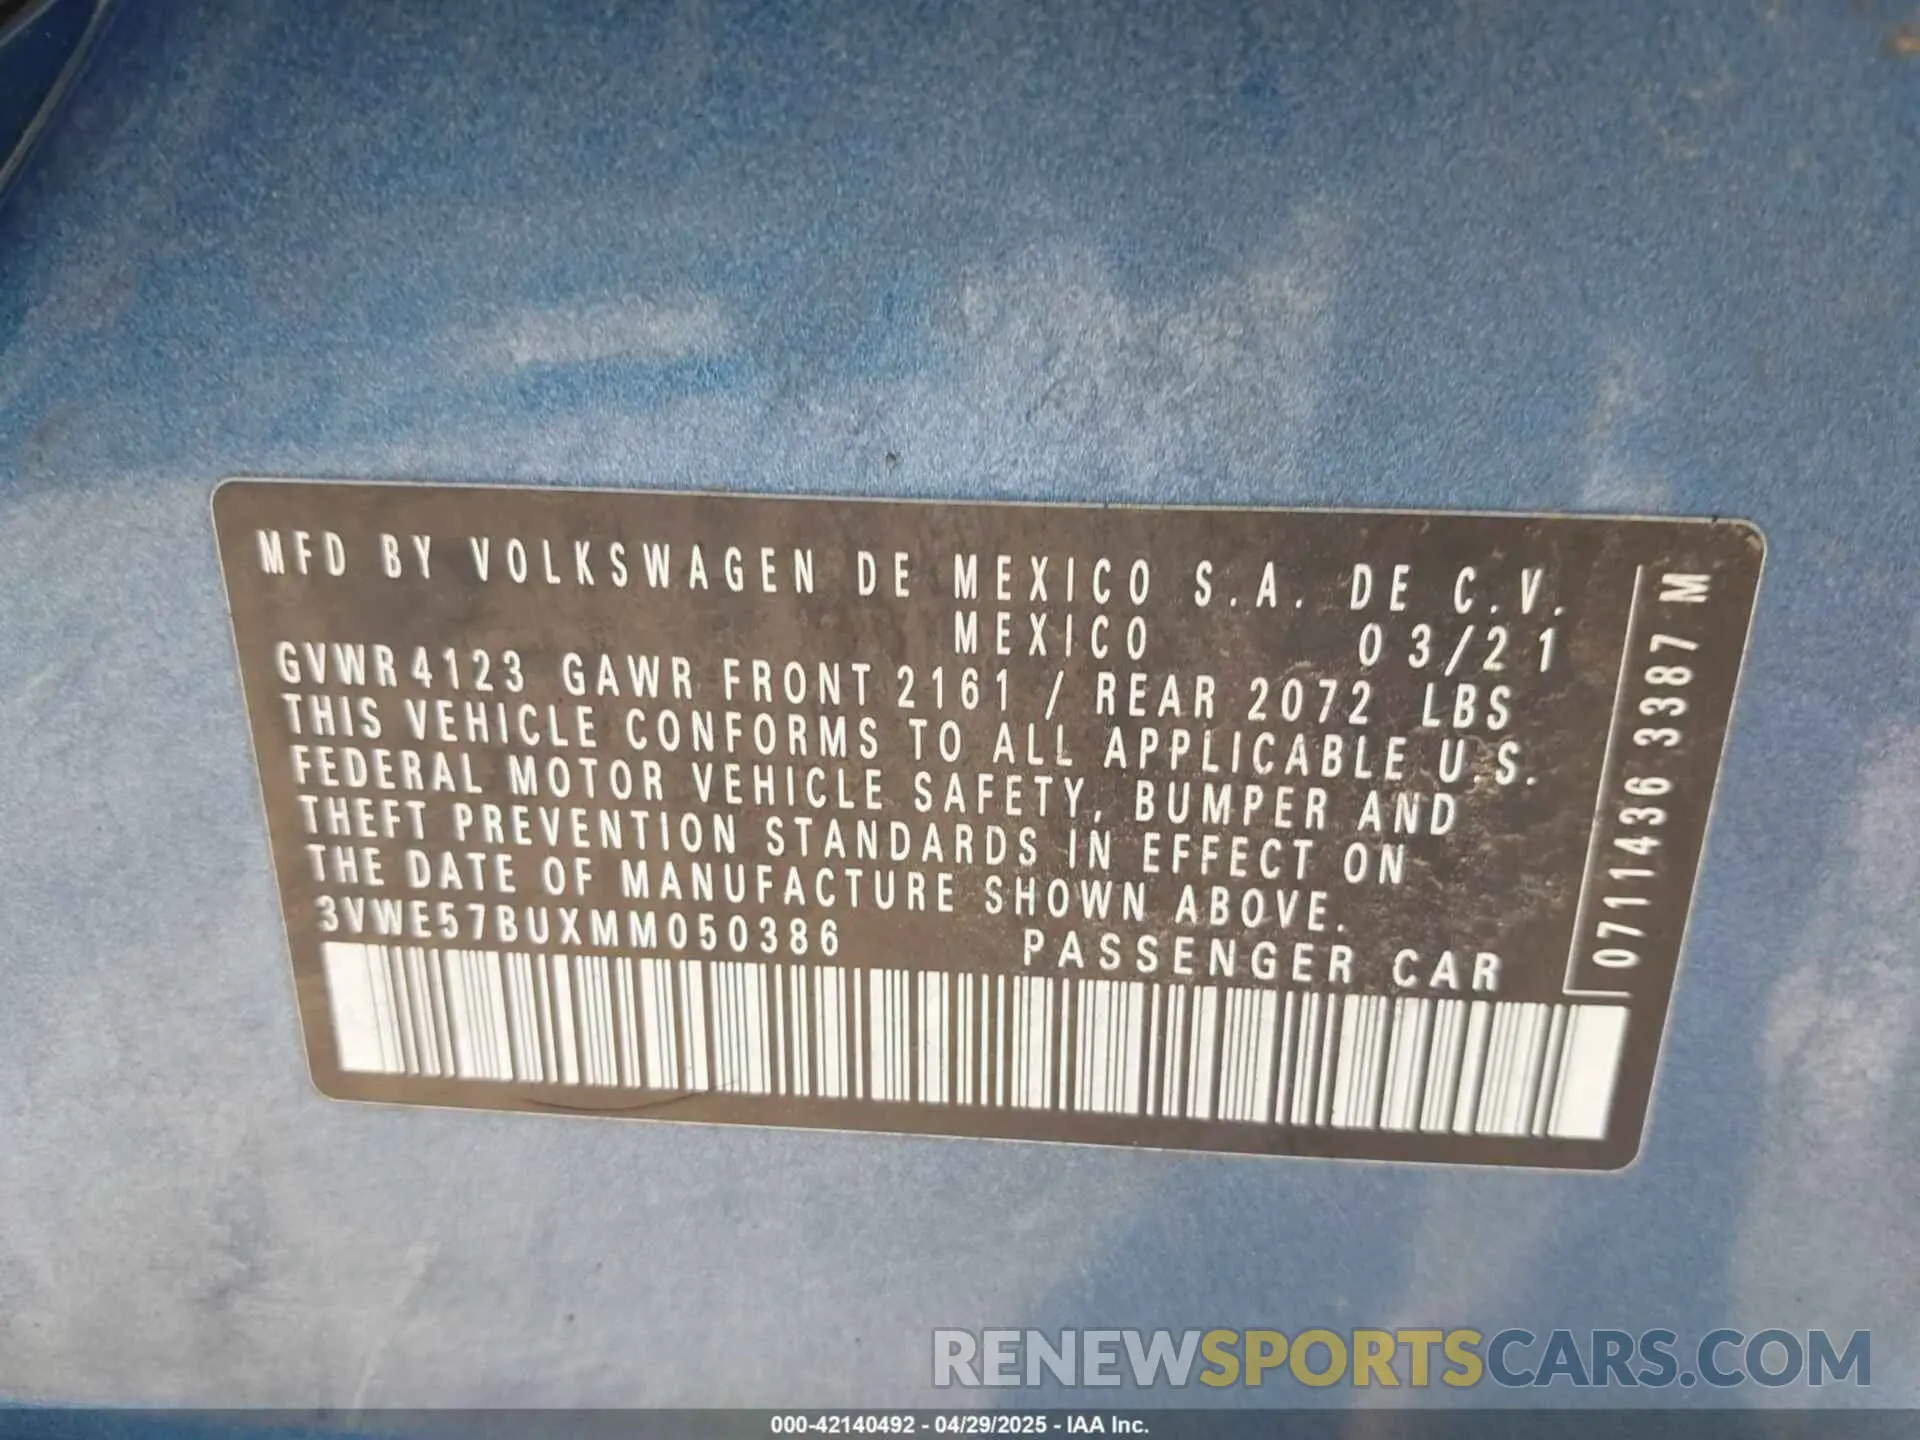 MFD BY VOLKSWAGEN DE MEXICO S.A. DE C.V.
MEXICO 03/21
GVWR 4123 GAWR FRONT 2161 / REAR 2072 LBS
THIS VEHICLE CONFORMS TO ALL APPLICABLE U.S.
FEDERAL MOTOR VEHICLE SAFETY, BUMPER AND
THEFT PREVENTION STANDARDS IN EFFECT ON
THE DATE OF MANUFACTURE SHOWN ABOVE.
3VWE57BUXMM050386 PASSENGER CAR
0711436 3387 M
RENEWSPORTSCARS.COM
000-42140492 - 04/29/2025 - IAA Inc.